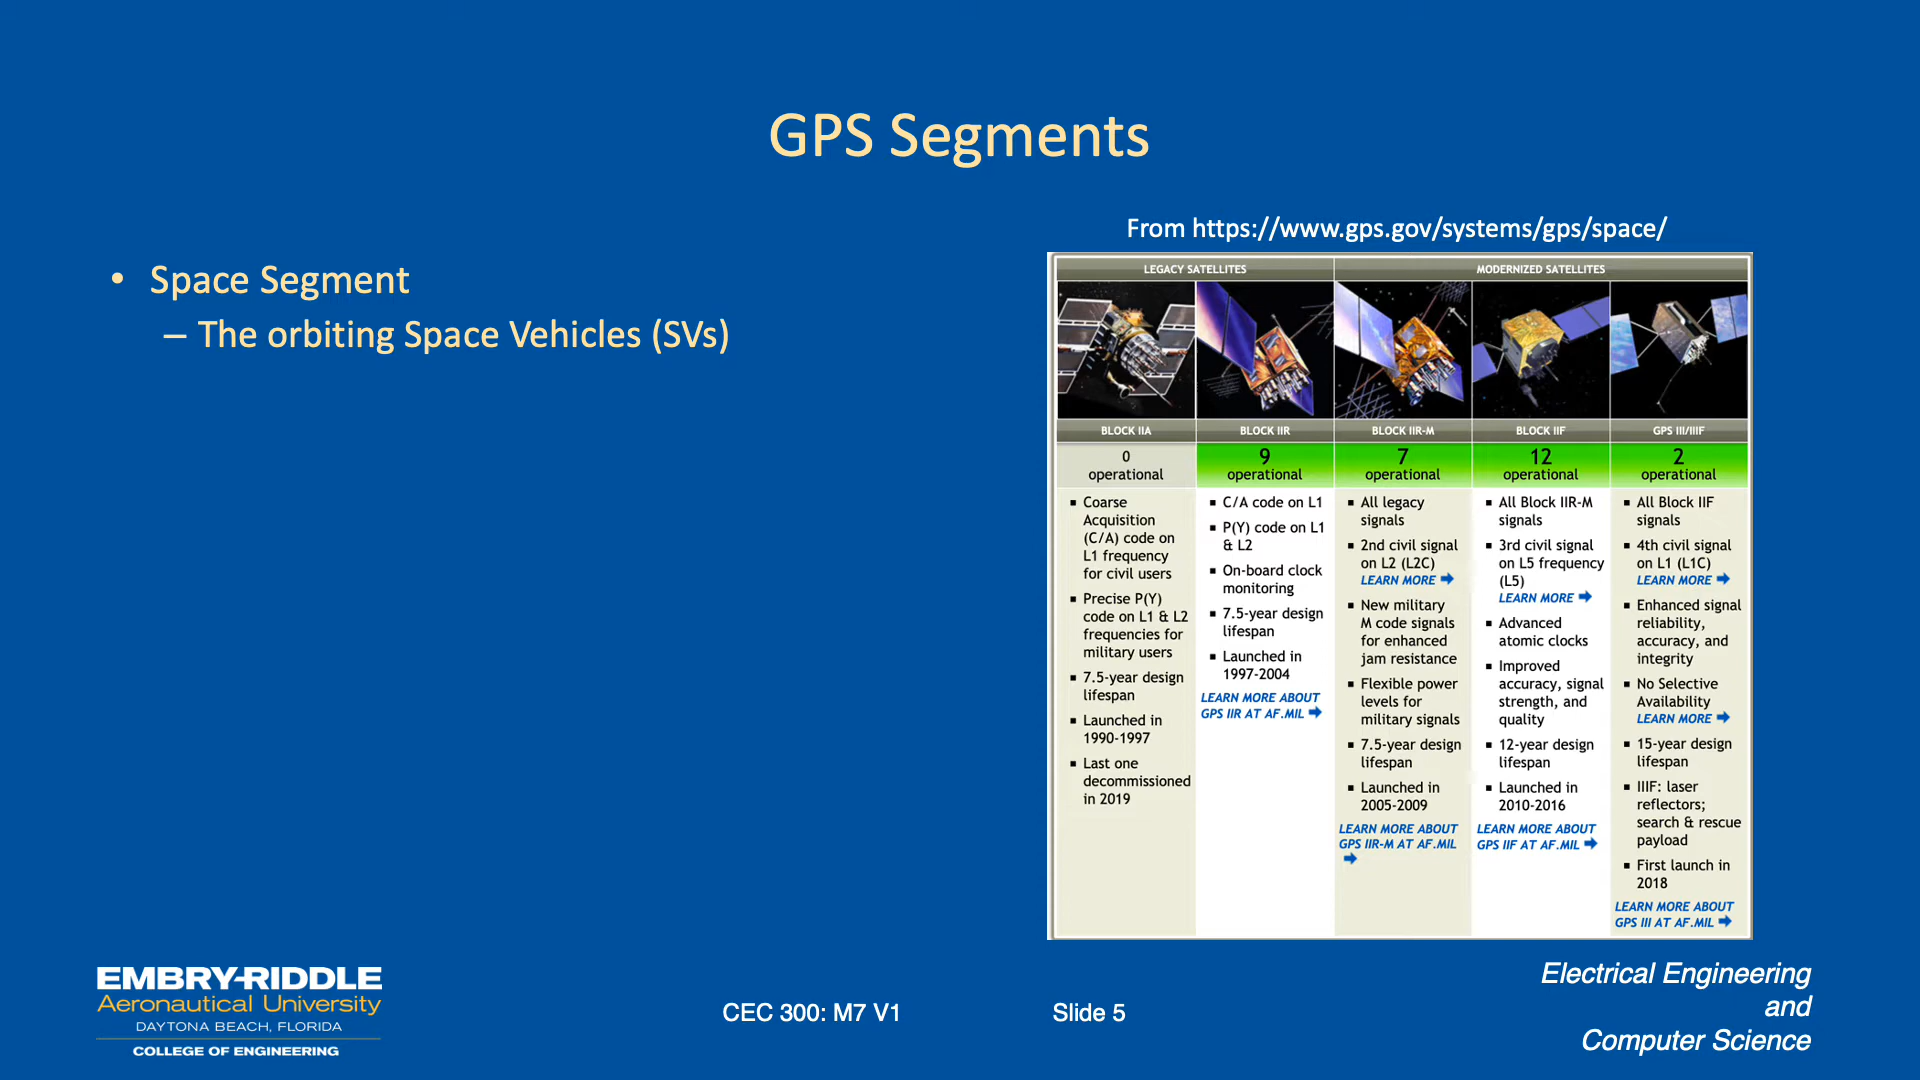 GPS Segments
• Space Segment
– The orbiting Space Vehicles (SVs)
From https://www.gps.gov/systems/gps/space/
LEGACY SATELLITES
MODERNIZED SATELLITES
BLOCK IIA
0
operational
▪ Coarse
Acquisition
(C/A) code on
L1 frequency
for civil users
▪ Precise P(Y)
code on L1 & L2
frequencies for
military users
▪ 7.5-year design
lifespan
▪ Launched in
1990-1997
▪ Last one
decommissioned
in 2019
BLOCK IIR
9
operational
▪ C/A code on L1
▪ P(Y) code on L1
& L2
▪ On-board clock
monitoring
▪ 7.5-year design
lifespan
▪ Launched in
1997-2004
LEARN MORE ABOUT
GPS IIR AT AF.MIL
BLOCK IIR-M
7
operational
▪ All legacy
signals
▪ 2nd civil signal
on L2 (L2C)
LEARN MORE
▪ New military
M code signals
for enhanced
jam resistance
▪ Flexible power
levels for
military signals
▪ 7.5-year design
lifespan
▪ Launched in
2005-2009
LEARN MORE ABOUT
GPS IIR-M AT AF.MIL
BLOCK IIF
12
operational
▪ All Block IIR-M
signals
▪ 3rd civil signal
on L5 frequency
(L5)
LEARN MORE
▪ Advanced
atomic clocks
▪ Improved
accuracy, signal
strength, and
quality
▪ 12-year design
lifespan
▪ Launched in
2010-2016
LEARN MORE ABOUT
GPS IIF AT AF.MIL
GPS III/IIIF
2
operational
▪ All Block IIF
signals
▪ 4th civil signal
on L1 (L1C)
LEARN MORE
▪ Enhanced signal
reliability,
accuracy, and
integrity
▪ No Selective
Availability
LEARN MORE
▪ 15-year design
lifespan
▪ IIIF: laser
reflectors;
search & rescue
payload
▪ First launch in
2018
LEARN MORE ABOUT
GPS III AT AF.MIL
EMBRY-RIDDLE
Aeronautical University
DAYTONA BEACH, FLORIDA
COLLEGE OF ENGINEERING
CEC 300: M7 V1
Slide 5
Electrical Engineering
and
Computer Science